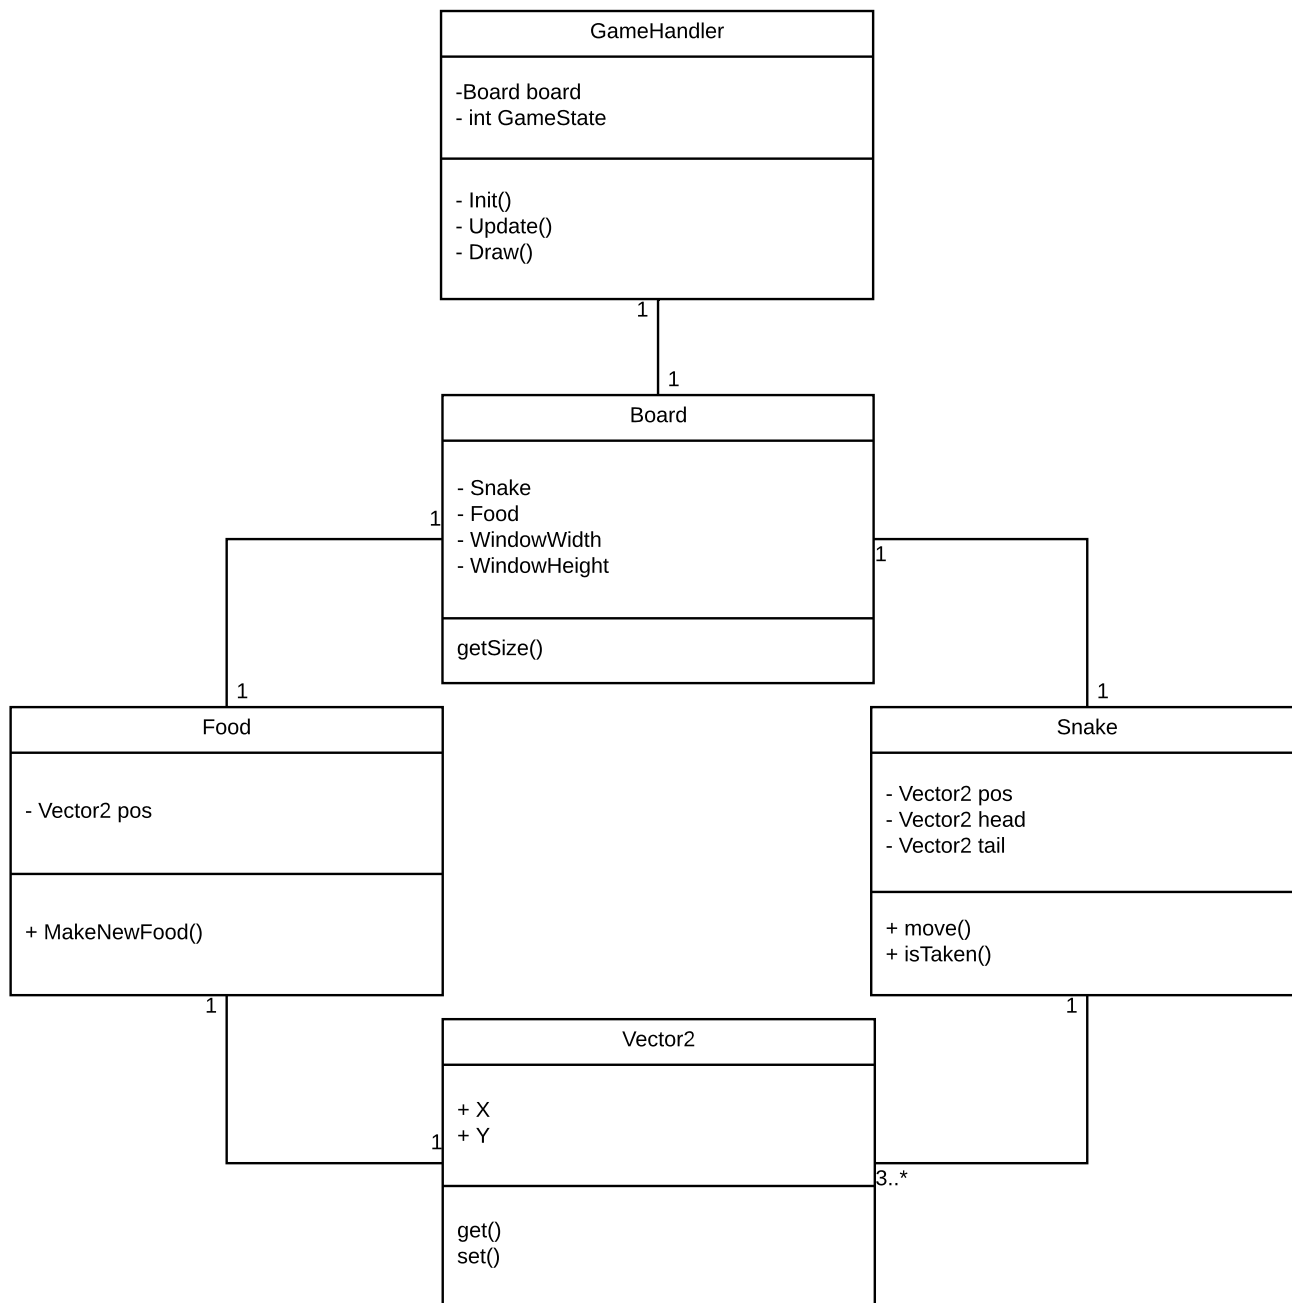 GameHandler
-Board board
- int GameState
- Init()
- Update()
- Draw()
1
1
Board
- Snake
- Food
- WindowWidth
- WindowHeight
getSize()
1
1
1
1
Food
- Vector2 pos
+ MakeNewFood()
Snake
- Vector2 pos
- Vector2 head
- Vector2 tail
+ move()
+ isTaken()
1
1
Vector2
+ X
+ Y
get()
set()
1
3..*